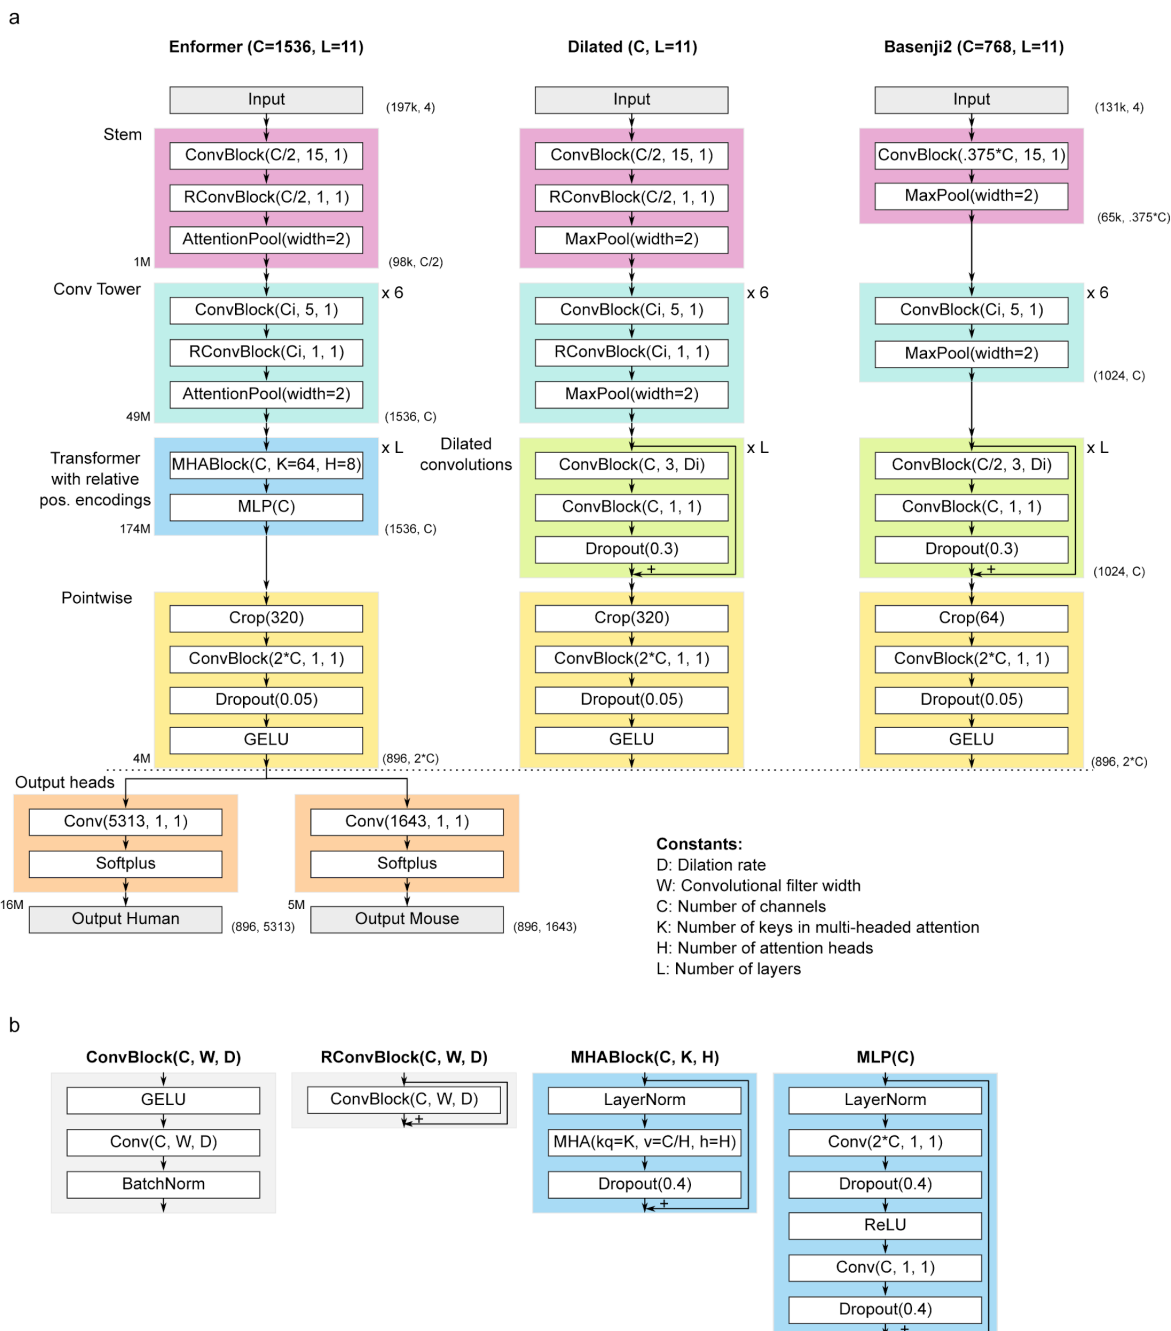 a
Enformer (C=1536, L=11)
Dilated (C, L=11)
Basenji2 (C=768, L=11)
Input
(197k, 4)
Input
Input
(131k, 4)
Stem
ConvBlock(C/2, 15, 1)
RConvBlock(C/2, 1, 1)
AttentionPool(width=2)
1M
(98k, C/2)
ConvBlock(C/2, 15, 1)
RConvBlock(C/2, 1, 1)
MaxPool(width=2)
ConvBlock(.375*C, 15, 1)
MaxPool(width=2)
(65k, .375*C)
Conv Tower
x 6
ConvBlock(Ci, 5, 1)
RConvBlock(Ci, 1, 1)
AttentionPool(width=2)
49M
(1536, C)
x 6
ConvBlock(Ci, 5, 1)
RConvBlock(Ci, 1, 1)
MaxPool(width=2)
x 6
ConvBlock(Ci, 5, 1)
MaxPool(width=2)
(1024, C)
Transformer
with relative
pos. encodings
x L
MHABlock(C, K=64, H=8)
MLP(C)
174M
(1536, C)
Dilated
convolutions
x L
ConvBlock(C, 3, Di)
ConvBlock(C, 1, 1)
Dropout(0.3)
+
x L
ConvBlock(C/2, 3, Di)
ConvBlock(C, 1, 1)
Dropout(0.3)
+
(1024, C)
Pointwise
Crop(320)
ConvBlock(2*C, 1, 1)
Dropout(0.05)
GELU
4M
(896, 2*C)
Crop(320)
ConvBlock(2*C, 1, 1)
Dropout(0.05)
GELU
Crop(64)
ConvBlock(2*C, 1, 1)
Dropout(0.05)
GELU
(896, 2*C)
Output heads
Conv(5313, 1, 1)
Softplus
16M
Output Human
(896, 5313)
Conv(1643, 1, 1)
Softplus
5M
Output Mouse
(896, 1643)
Constants:
D: Dilation rate
W: Convolutional filter width
C: Number of channels
K: Number of keys in multi-headed attention
H: Number of attention heads
L: Number of layers
b
ConvBlock(C, W, D)
GELU
Conv(C, W, D)
BatchNorm
RConvBlock(C, W, D)
ConvBlock(C, W, D)
+
MHABlock(C, K, H)
LayerNorm
MHA(kq=K, v=C/H, h=H)
Dropout(0.4)
+
MLP(C)
LayerNorm
Conv(2*C, 1, 1)
Dropout(0.4)
ReLU
Conv(C, 1, 1)
Dropout(0.4)
+